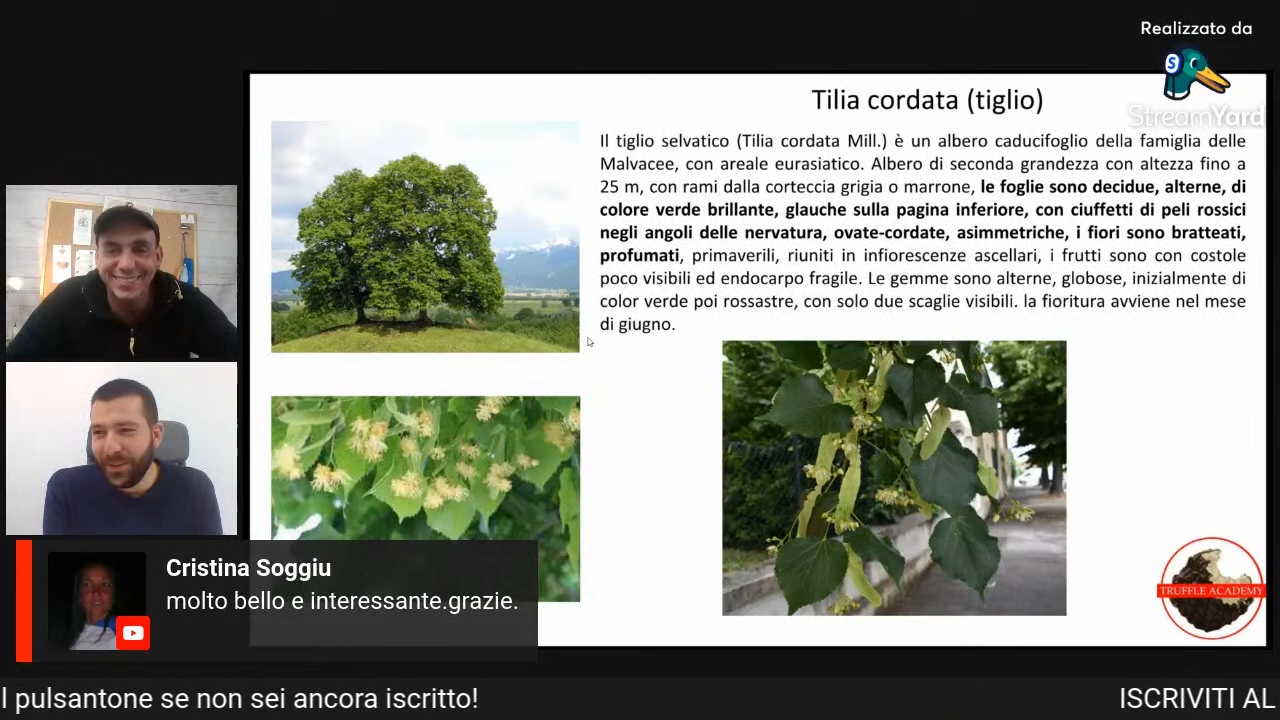 Realizzato da
StreamYard
Tilia cordata (tiglio)
Il tiglio selvatico (Tilia cordata Mill.) è un albero caducifoglio della famiglia delle
Malvacee, con areale eurasiatico. Albero di seconda grandezza con altezza fino a
25 m, con rami dalla corteccia grigia o marrone, le foglie sono decidue, alterne, di
colore verde brillante, glauche sulla pagina inferiore, con ciuffetti di peli rossici
negli angoli delle nervatura, ovate-cordate, asimmetriche, i fiori sono bratteati,
profumati, primaverili, riuniti in infiorescenze ascellari, i frutti sono con costole
poco visibili ed endocarpo fragile. Le gemme sono alterne, globose, inizialmente di
color verde poi rossastre, con solo due scaglie visibili. la fioritura avviene nel mese
di giugno.
Cristina Soggiu
molto bello e interessante.grazie.
TRUFFLE ACADEMY
l pulsantone se non sei ancora iscritto!
ISCRIVITI AL